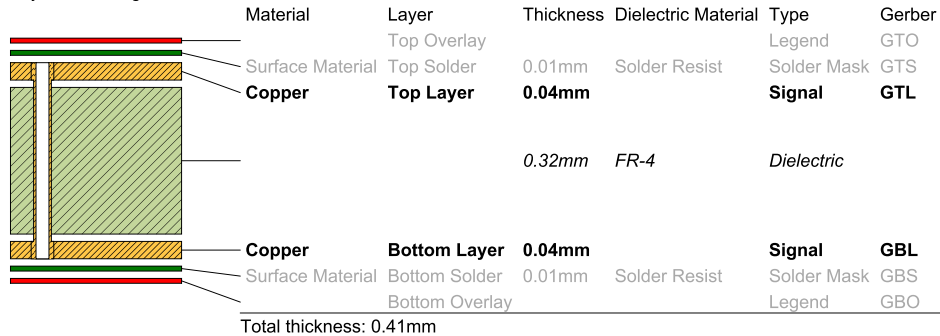 Material Layer Thickness Dielectric Material Type Gerber
Top Overlay Legend GTO
Surface Material Top Solder 0.01mm Solder Resist Solder Mask GTS
Copper Top Layer 0.04mm Signal GTL
0.32mm FR-4 Dielectric
Copper Bottom Layer 0.04mm Signal GBL
Surface Material Bottom Solder 0.01mm Solder Resist Solder Mask GBS
Bottom Overlay Legend GBO
Total thickness: 0.41mm